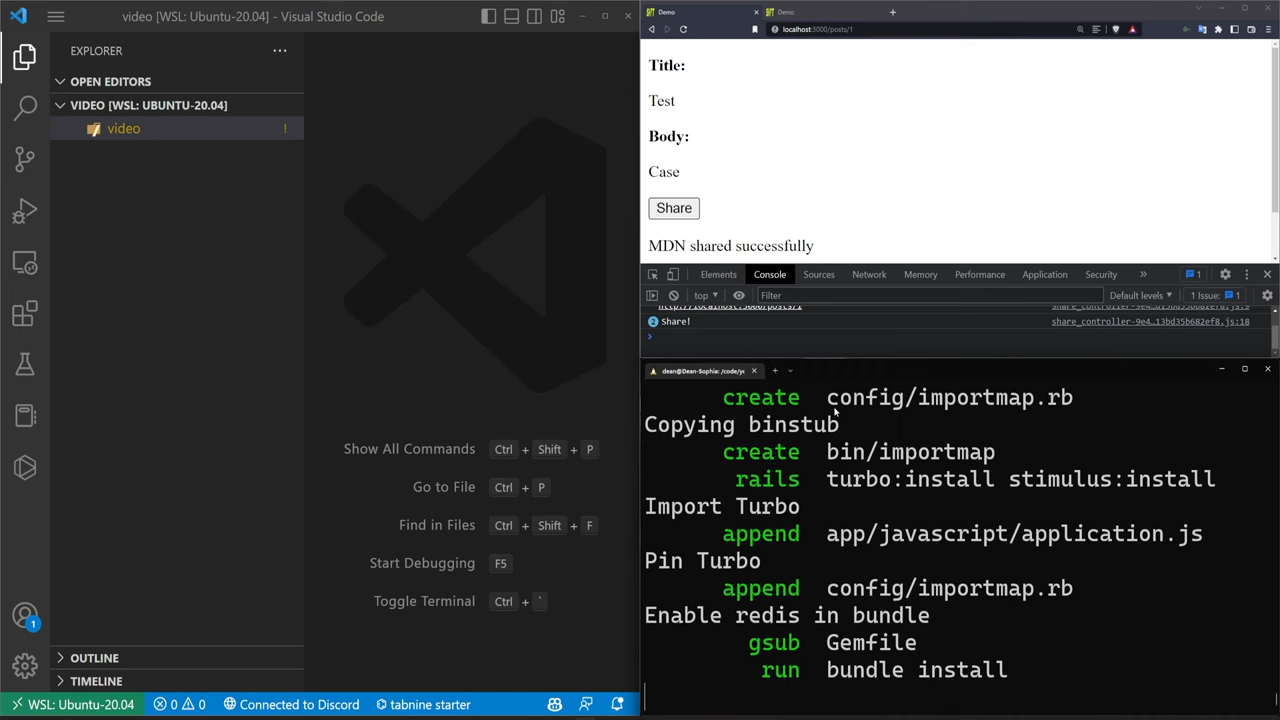 video [WSL: Ubuntu-20.04] - Visual Studio Code
EXPLORER
OPEN EDITORS
VIDEO [WSL: UBUNTU-20.04]
video !
Show All Commands Ctrl + Shift + P
Go to File Ctrl + P
Find in Files Ctrl + Shift + F
Start Debugging F5
Toggle Terminal Ctrl + `
OUTLINE
TIMELINE
1
WSL: Ubuntu-20.04 0 0 Connected to Discord tabnine starter
Demo Demo
localhost:3000/posts/1
Title:
Test
Body:
Case
Share
MDN shared successfully
Elements Console Sources Network Memory Performance Application Security 1
top Filter Default levels 1 Issue: 1
http://localhost:3000/posts/1
2 Share! share_controller-9e4…13bd35b682ef8.js:18
dean@Dean-Sophia: /code/yc
create config/importmap.rb
Copying binstub
create bin/importmap
rails turbo:install stimulus:install
Import Turbo
append app/javascript/application.js
Pin Turbo
append config/importmap.rb
Enable redis in bundle
gsub Gemfile
run bundle install